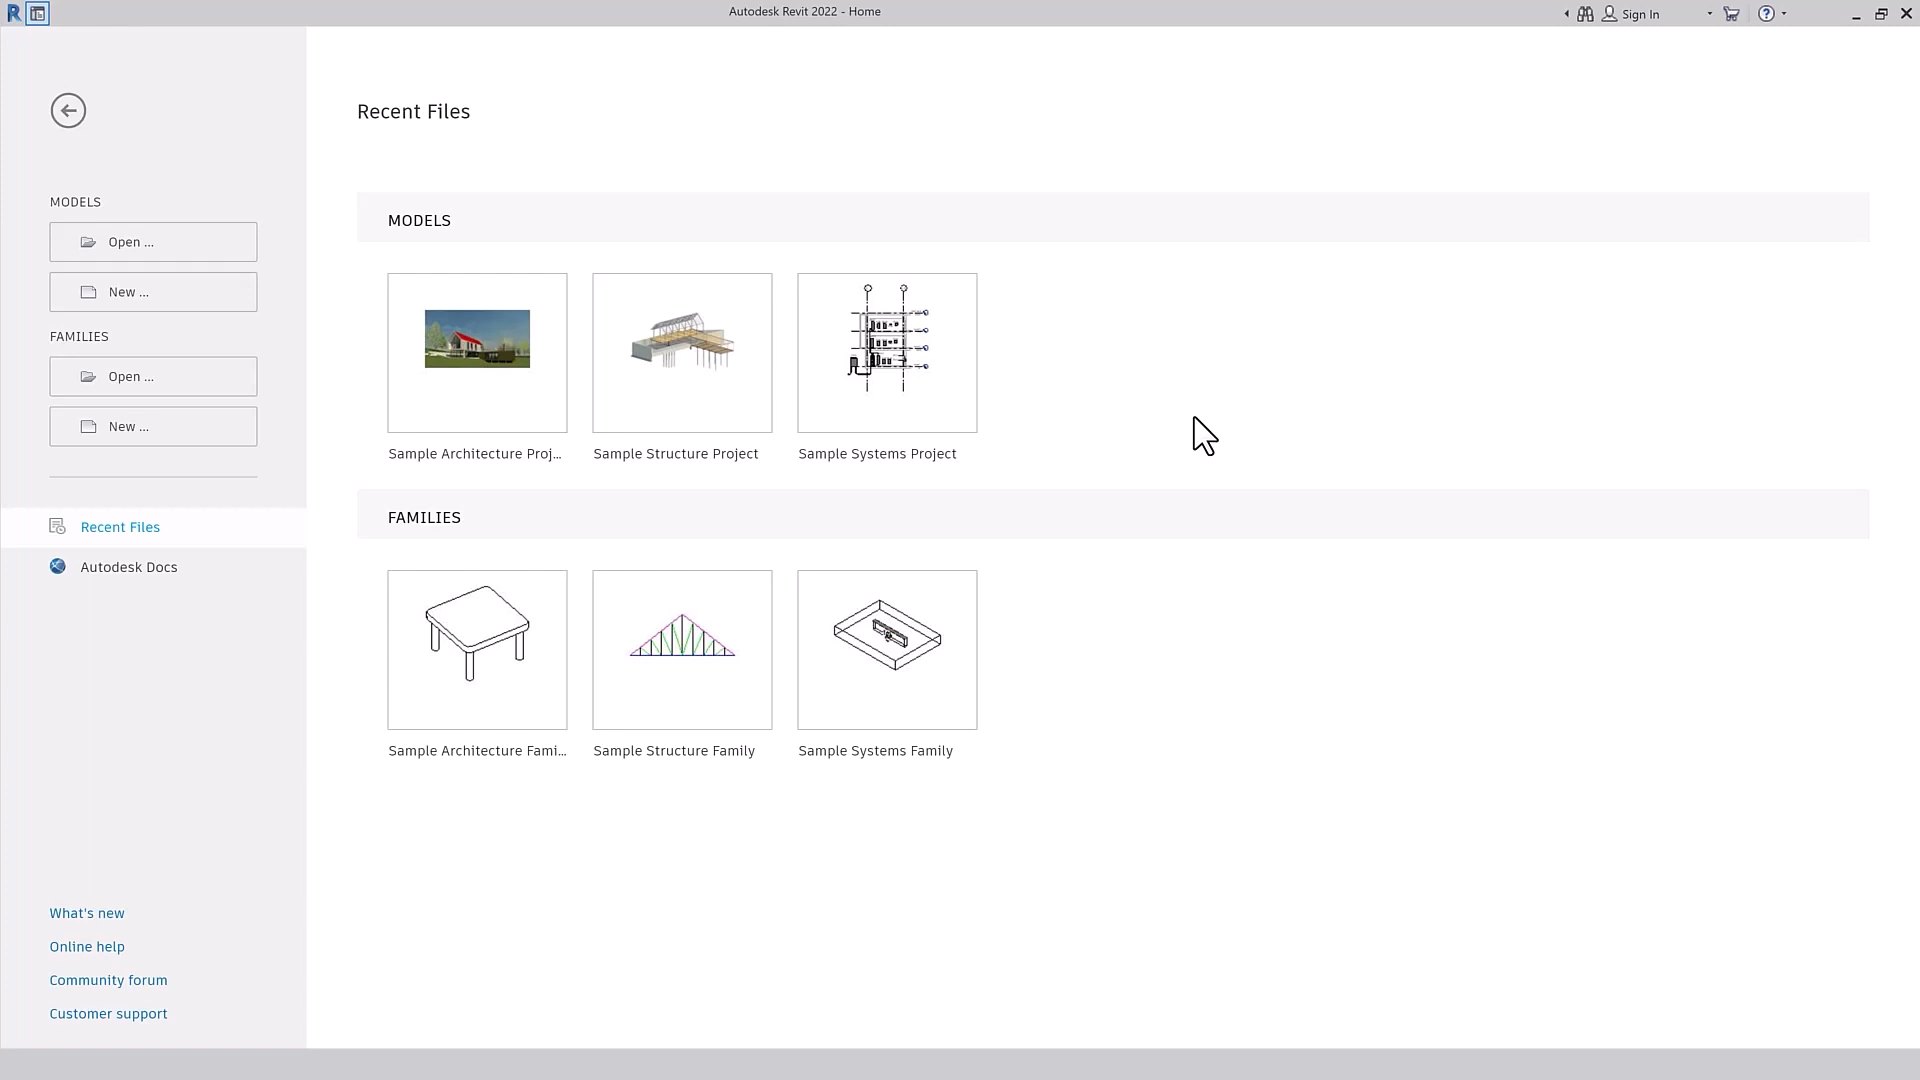 Autodesk Revit 2022 - Home
Sign In
Recent Files
MODELS
Open ...
New ...
FAMILIES
Open ...
New ...
Recent Files
Autodesk Docs
What's new
Online help
Community forum
Customer support
MODELS
Sample Architecture Proj...
Sample Structure Project
Sample Systems Project
FAMILIES
Sample Architecture Fami...
Sample Structure Family
Sample Systems Family